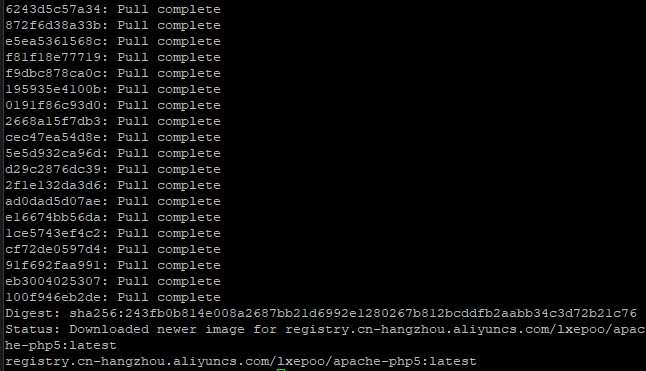 6243d5c57a34: Pull complete
872f6d38a33b: Pull complete
e5ea5361568c: Pull complete
f81f18e77719: Pull complete
f9dbc878ca0c: Pull complete
195935e4100b: Pull complete
0191f86c93d0: Pull complete
2668a15f7db3: Pull complete
cec47ea54d8e: Pull complete
5e5d932ca96d: Pull complete
d29c2876dc39: Pull complete
2f1e132da3d6: Pull complete
ad0dad5d07ae: Pull complete
e16674bb56da: Pull complete
1ce5743ef4c2: Pull complete
cf72de0597d4: Pull complete
91f692faa991: Pull complete
eb3004025307: Pull complete
100f946eb2de: Pull complete
Digest: sha256:243fb0b814e008a2687bb21d6992e1280267b812bcddfb2aabb34c3d72b21c76
Status: Downloaded newer image for registry.cn-hangzhou.aliyuncs.com/lxepoo/apac
he-php5:latest
registry.cn-hangzhou.aliyuncs.com/lxepoo/apache-php5:latest